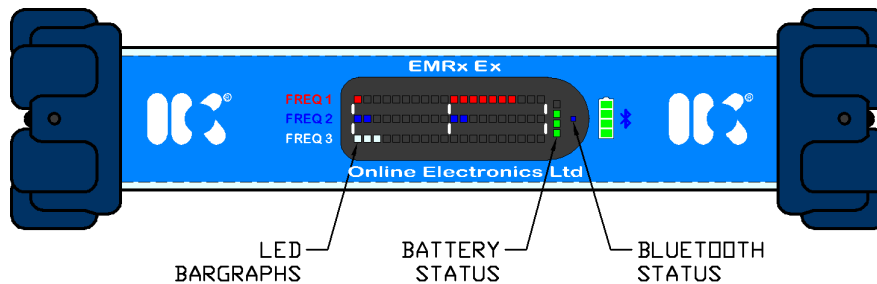 EMRx Ex
FREQ 1
FREQ 2
FREQ 3
Online Electronics Ltd
LED
BARGRAPHS
BATTERY
STATUS
BLUETOOTH
STATUS